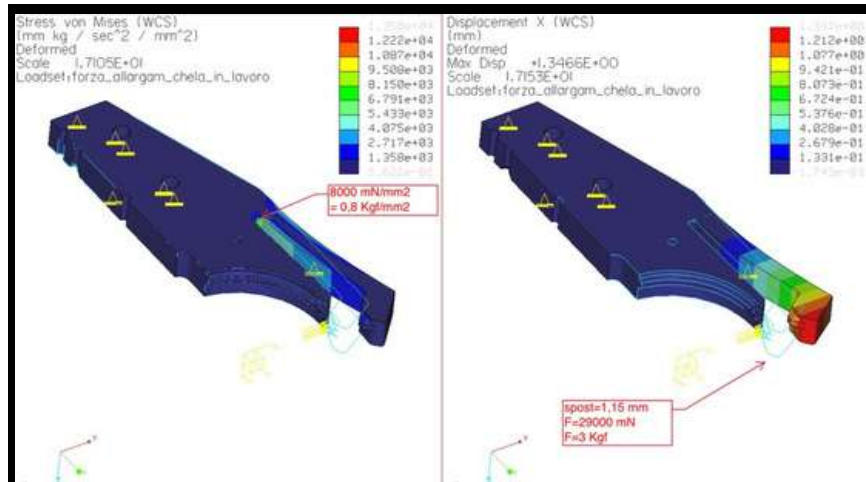 Stress von Mises (WCS)
(mm kg / sec^2 / mm^2)
Deformed
Scale 1.7105E+01
Loadset:forza_allargam_chela_in_lavoro
1.222e+04
1.087e+04
9.508e+03
8.150e+03
6.791e+03
5.433e+03
4.075e+03
2.717e+03
1.358e+03
8000 mN/mm2
= 0,8 Kgf/mm2
Displacement X (WCS)
(mm)
Deformed
Max Disp +1.3466E+00
Scale 1.7153E+01
Loadset:forza_allargam_chela_in_lavoro
1.212e+00
1.077e+00
9.421e-01
8.073e-01
6.724e-01
5.376e-01
4.028e-01
2.679e-01
1.331e-01
spost=1,15 mm
F=29000 mN
F=3 Kgf